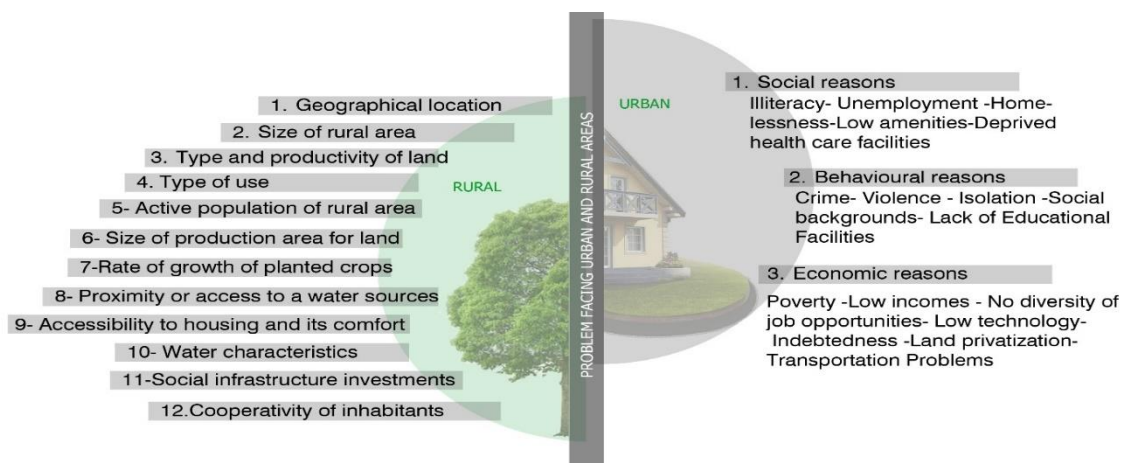 1. Geographical location
2. Size of rural area
3. Type and productivity of land
4. Type of use
5- Active population of rural area
6- Size of production area for land
7-Rate of growth of planted crops
8- Proximity or access to a water sources
9- Accessibility to housing and its comfort
10- Water characteristics
11-Social infrastructure investments
12.Cooperativity of inhabitants
RURAL
PROBLEM FACING URBAN AND RURAL AREAS
URBAN
1. Social reasons
Illiteracy- Unemployment -Home-
lessness-Low amenities-Deprived
health care facilities
2. Behavioural reasons
Crime- Violence - Isolation -Social
backgrounds- Lack of Educational
Facilities
3. Economic reasons
Poverty -Low incomes - No diversity of
job opportunities- Low technology-
Indebtedness -Land privatization-
Transportation Problems